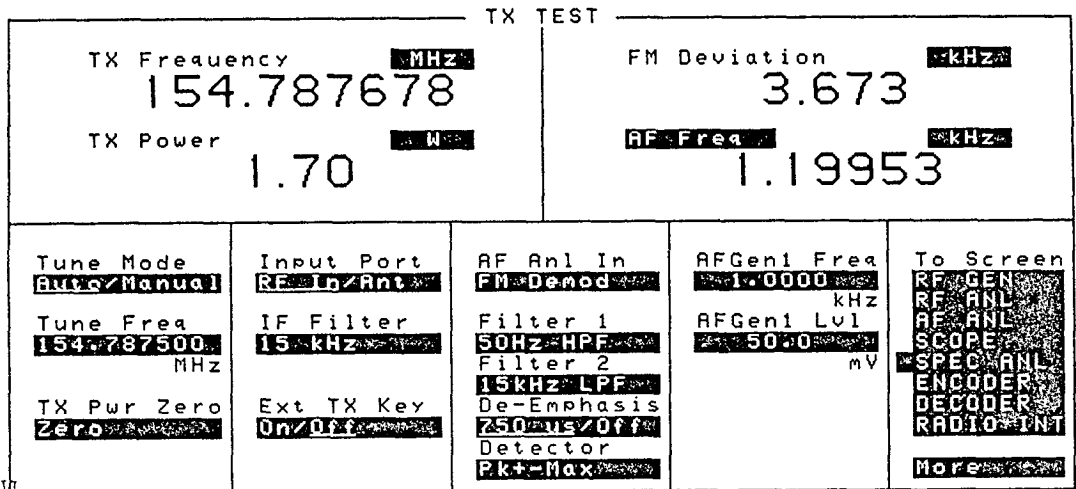 TX TEST
TX Frequency MHz
154.787678
TX Power W
1.70
FM Deviation kHz
3.673
AF Freq kHz
1.19953
Tune Mode
Auto/Manual
Tune Freq
154.787500
MHz
TX Pwr Zero
Zero
Input Port
RF In/Ant
IF Filter
15 kHz
Ext TX Key
On/Off
AF Anl In
FM Demod
Filter 1
50Hz HPF
Filter 2
15kHz LPF
De-Emphasis
750 us/Off
Detector
Pk+-Max
AFGen1 Freq
1.0000
kHz
AFGen1 Lvl
50.0
mV
To Screen
RF GEN
RF ANL
AF ANL
SCOPE
SPEC ANL
ENCODER
DECODER
RADIO INT
More